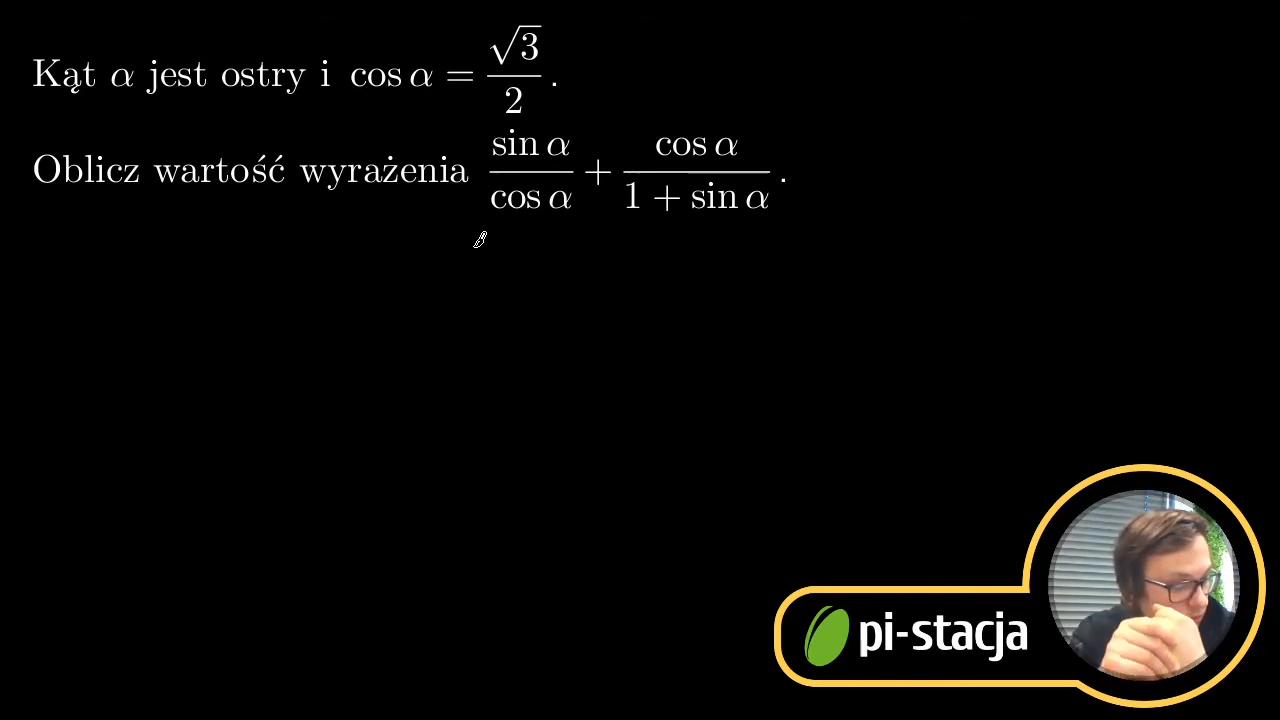 Kąt α jest ostry i cos α = √3/2.
Oblicz wartość wyrażenia sin α/cos α + cos α/(1 + sin α).
pi-stacja